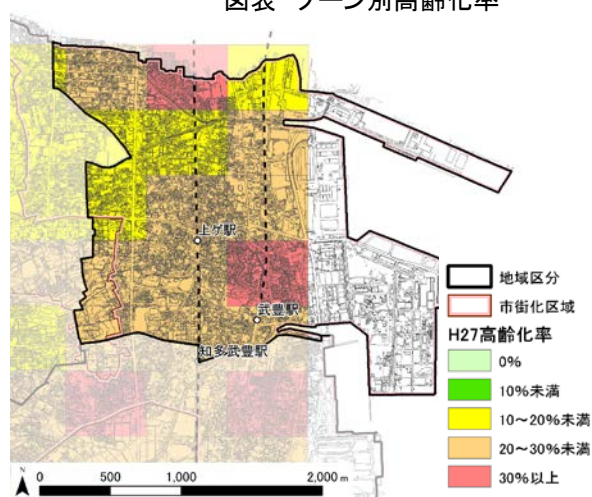 図表 ゾーン別高齢化率
上ゲ駅
武豊駅
知多武豊駅
地域区分
市街化区域
H27高齢化率
0%
10%未満
10～20%未満
20～30%未満
30%以上
N
0 500 1,000 2,000 m